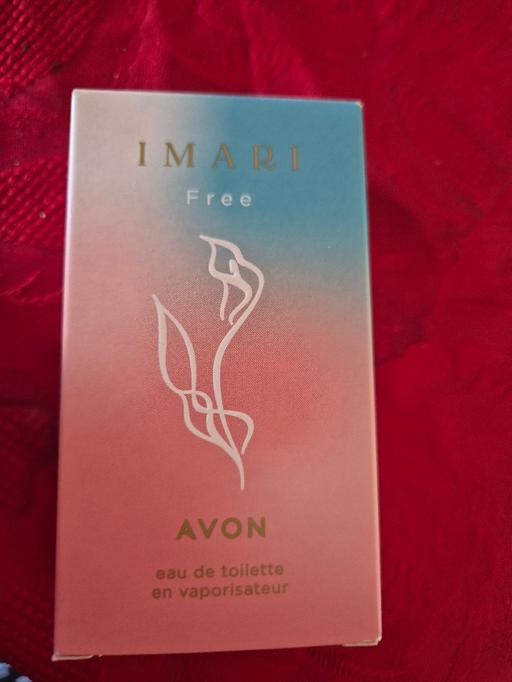 IMARI
Free
AVON
eau de toilette
en vaporisateur